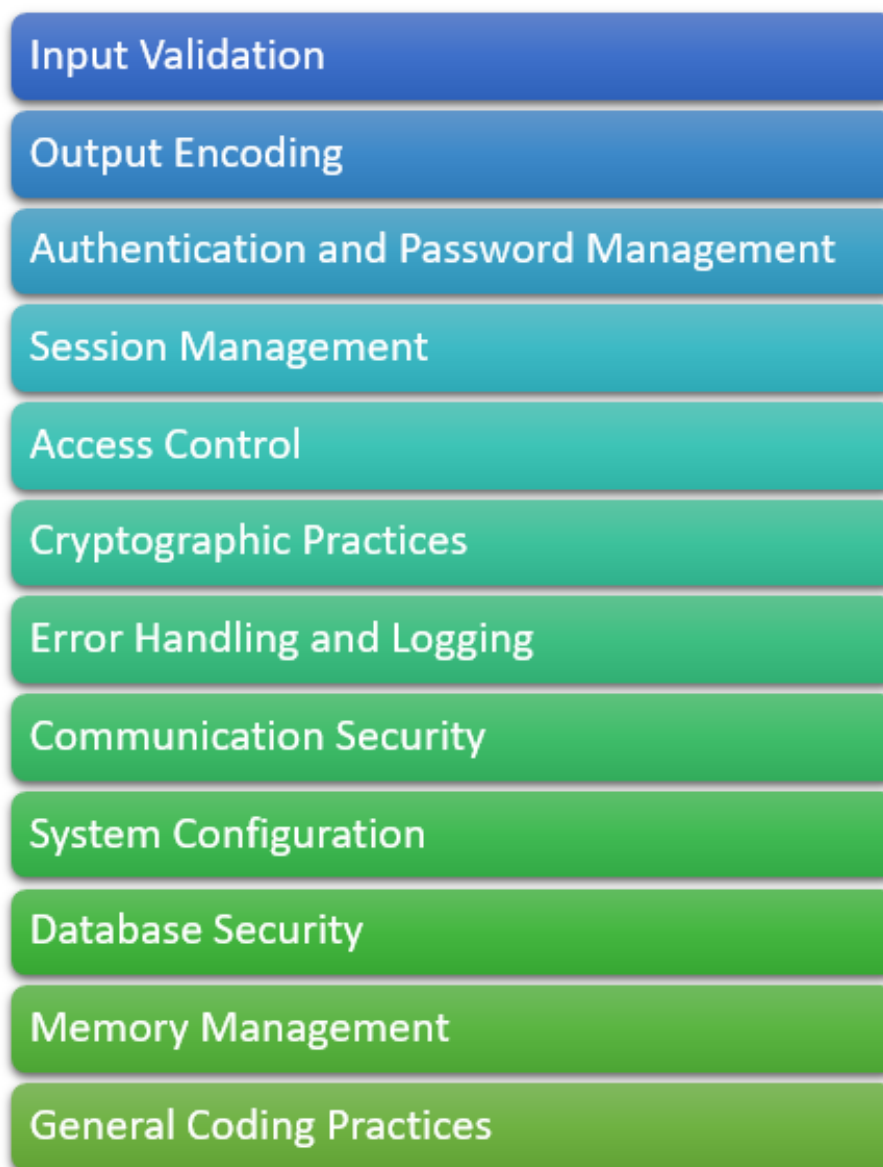 Input Validation
Output Encoding
Authentication and Password Management
Session Management
Access Control
Cryptographic Practices
Error Handling and Logging
Communication Security
System Configuration
Database Security
Memory Management
General Coding Practices